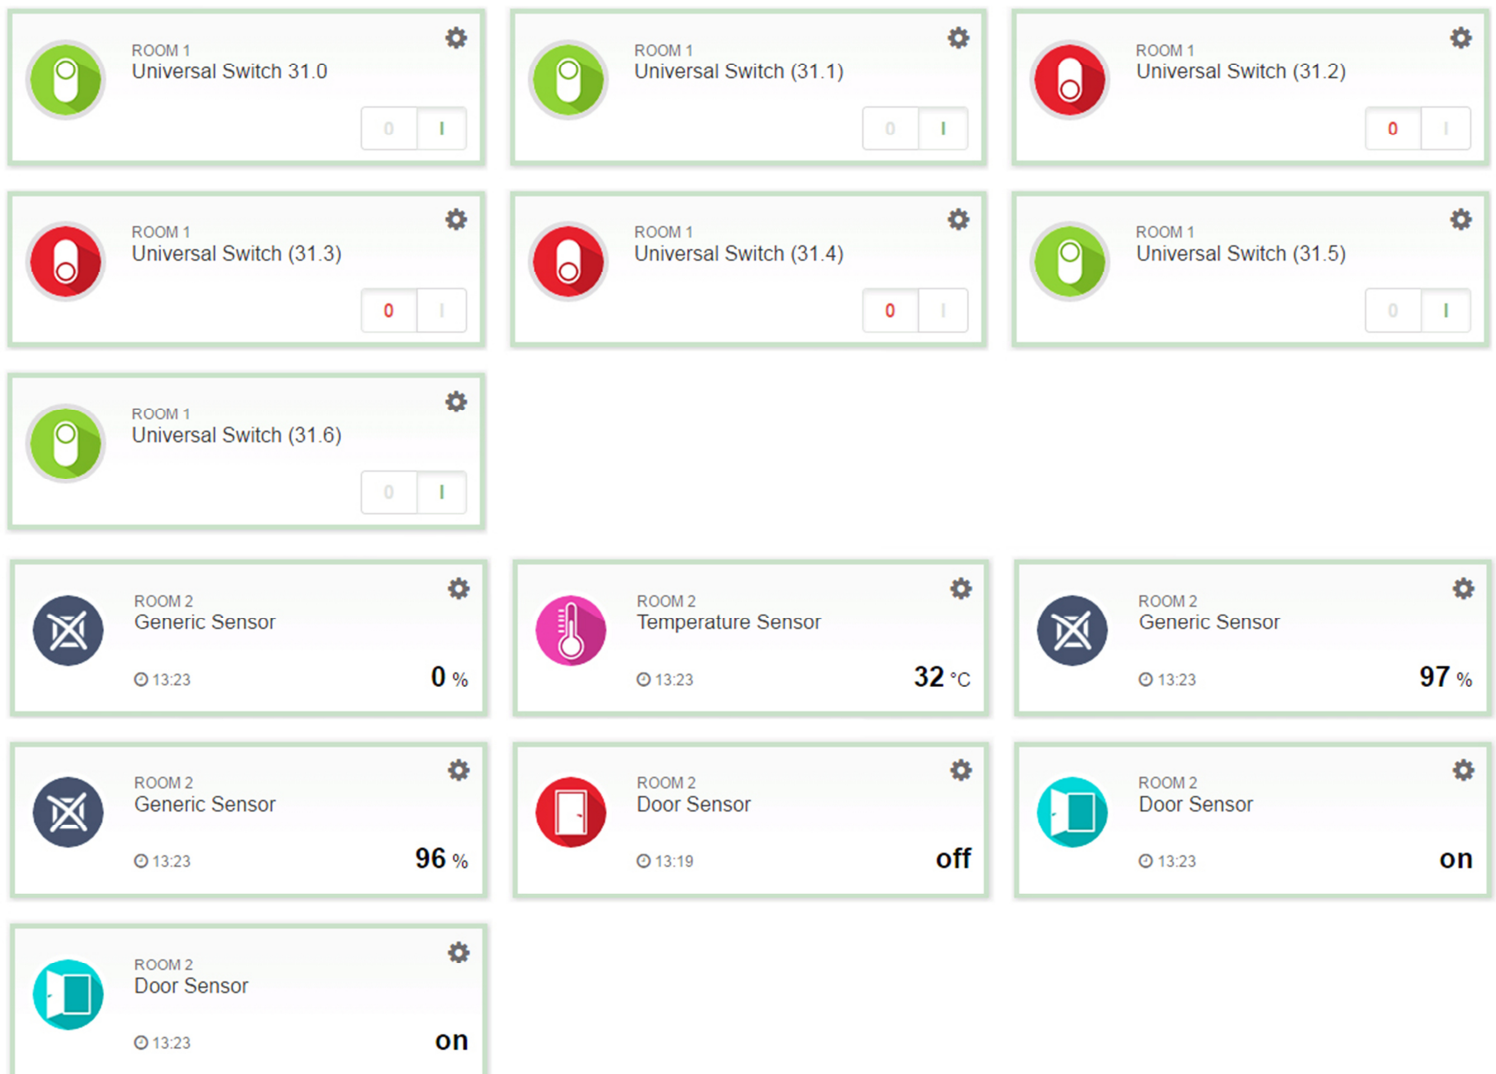 ROOM 1
Universal Switch 31.0
0 I
ROOM 1
Universal Switch (31.1)
0 I
ROOM 1
Universal Switch (31.2)
0 I
ROOM 1
Universal Switch (31.3)
0 I
ROOM 1
Universal Switch (31.4)
0 I
ROOM 1
Universal Switch (31.5)
0 I
ROOM 1
Universal Switch (31.6)
0 I
ROOM 2
Generic Sensor
13:23 0 %
ROOM 2
Temperature Sensor
13:23 32 °C
ROOM 2
Generic Sensor
13:23 97 %
ROOM 2
Generic Sensor
13:23 96 %
ROOM 2
Door Sensor
13:19 off
ROOM 2
Door Sensor
13:23 on
ROOM 2
Door Sensor
13:23 on